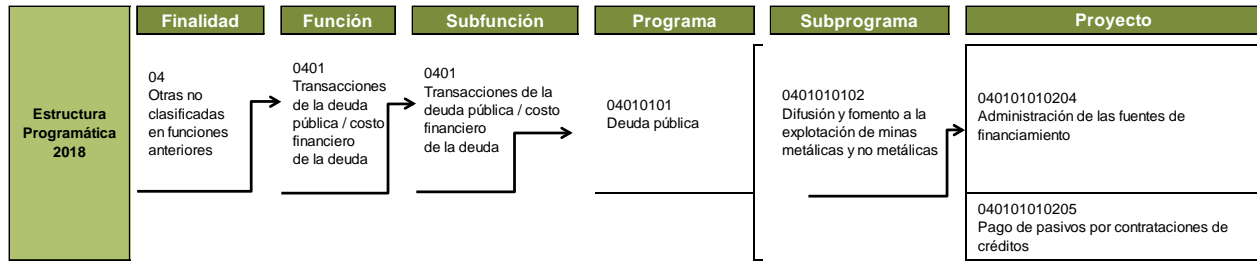 Finalidad
Función
Subfunción
Programa
Subprograma
Proyecto
Estructura
Programática
2018
04
Otras no
clasificadas
en funciones
anteriores
0401
Transacciones
de la deuda
pública / costo
financiero
de la deuda
0401
Transacciones de la
deuda pública / costo
financiero
de la deuda
04010101
Deuda pública
0401010102
Difusión y fomento a la
explotación de minas
metálicas y no metálicas
040101010204
Administración de las fuentes de
financiamiento
040101010205
Pago de pasivos por contrataciones de
créditos